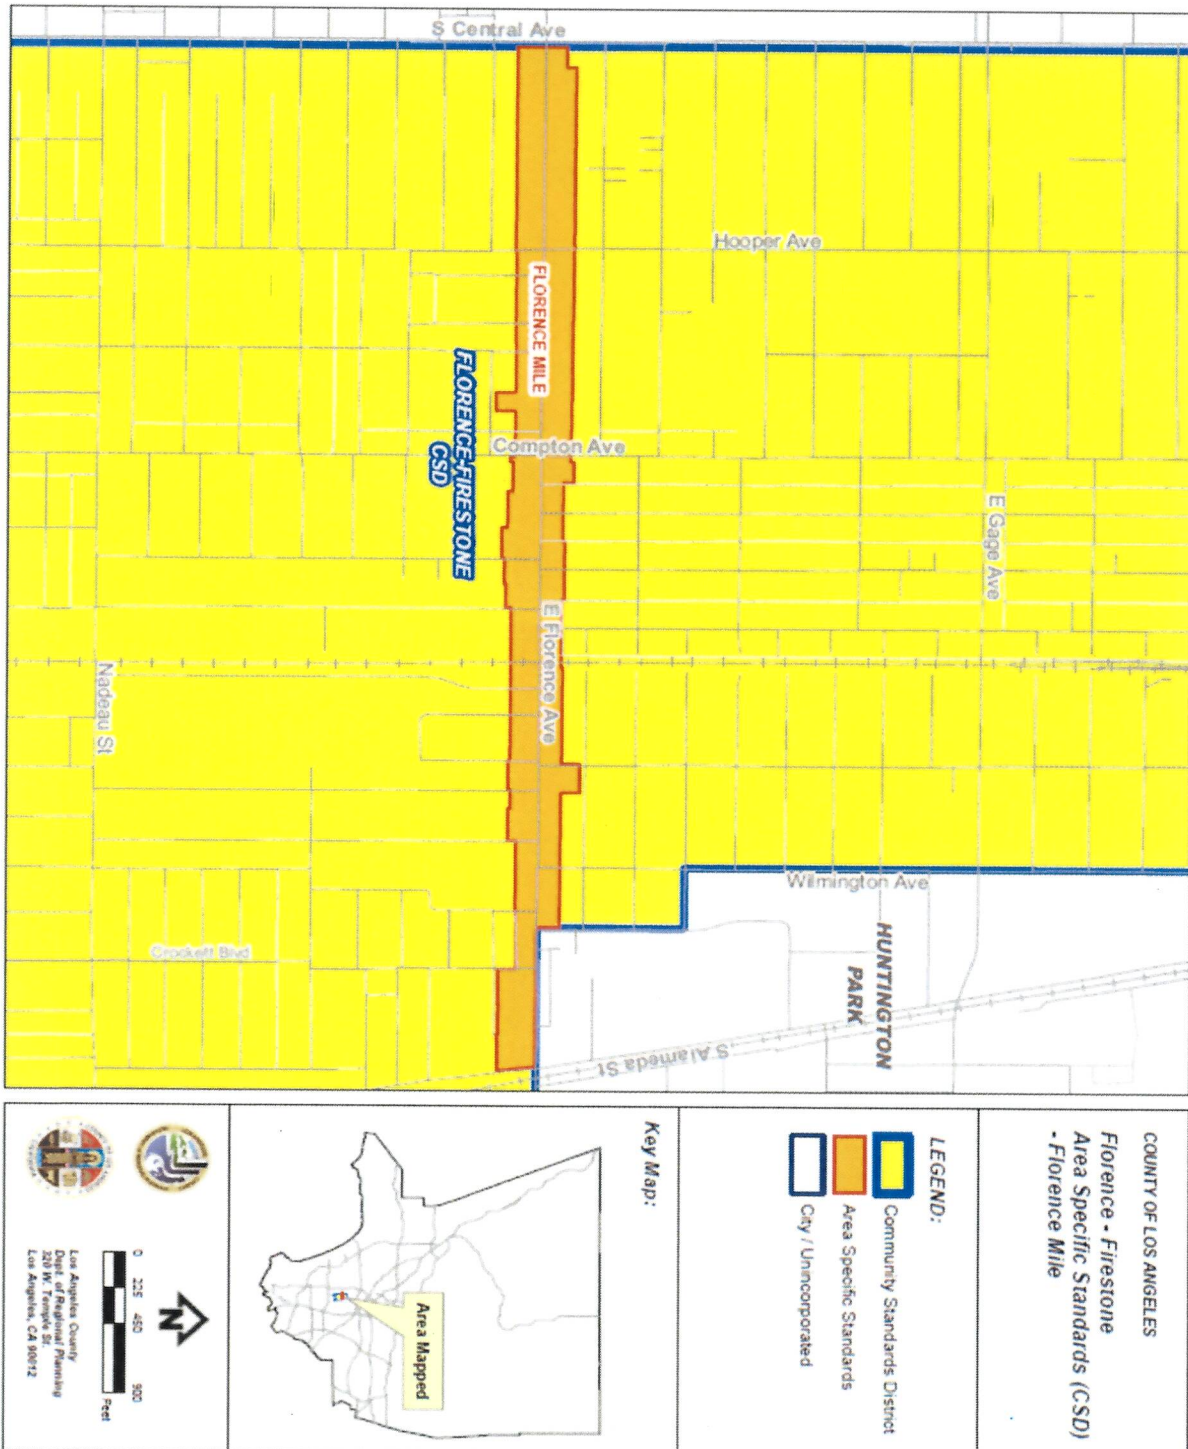 COUNTY OF LOS ANGELES
Florence - Firestone
Area Specific Standards (CSD)
- Florence Mile
LEGEND:
Community Standards District
Area Specific Standards
City / Unincorporated
Key Map:
Area Mapped
N
0 225 450 900
Feet
Los Angeles County
Dept. of Regional Planning
320 W. Temple St.
Los Angeles, CA 90012
S Central Ave
Hooper Ave
FLORENCE MILE
FLORENCE-FIRESTONE
CSD
Compton Ave
E Gage Ave
E Florence Ave
Nadeau St
Wilmington Ave
HUNTINGTON
PARK
Crockett Blvd
S Alameda St